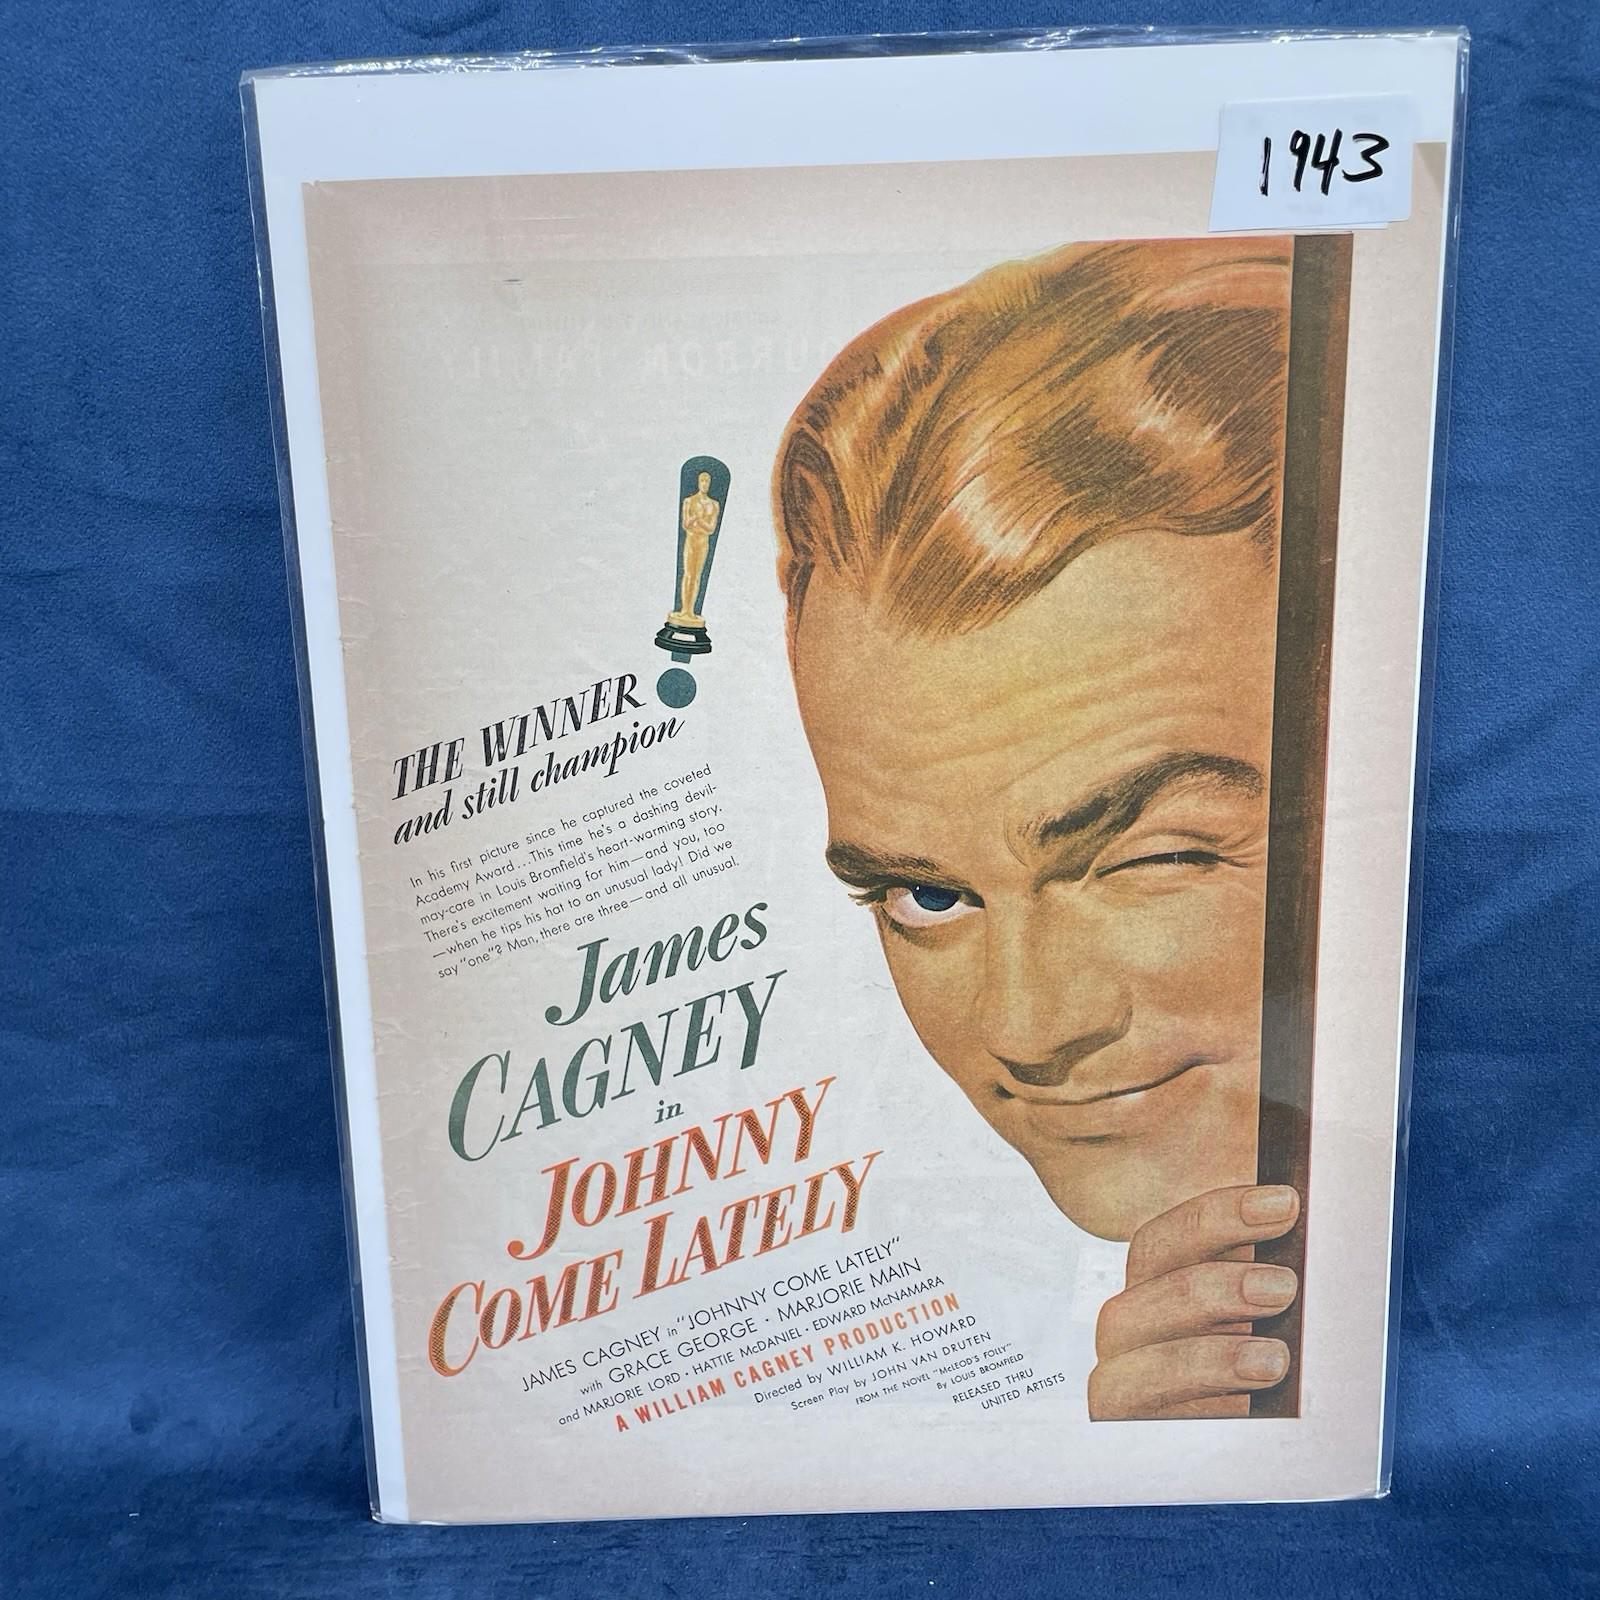 1943
THE WINNER!
and still champion
In his first picture since he captured the coveted
Academy Award...This time he's a dashing devil-
may-care in Louis Bromfield's heart-warming story.
There's excitement waiting for him—and you, too
—when he tips his hat to an unusual lady! Did we
say "one"? Man, there are three—and all unusual.
James
CAGNEY
in
JOHNNY
COME LATELY
JAMES CAGNEY in "JOHNNY COME LATELY"
with GRACE GEORGE · MARJORIE MAIN
and MARJORIE LORD · HATTIE McDANIEL · EDWARD McNAMARA
A WILLIAM CAGNEY PRODUCTION
Directed by WILLIAM K. HOWARD
Screen Play by JOHN VAN DRUTEN
FROM THE NOVEL "McLEOD'S FOLLY"
By LOUIS BROMFIELD
RELEASED THRU
UNITED ARTISTS